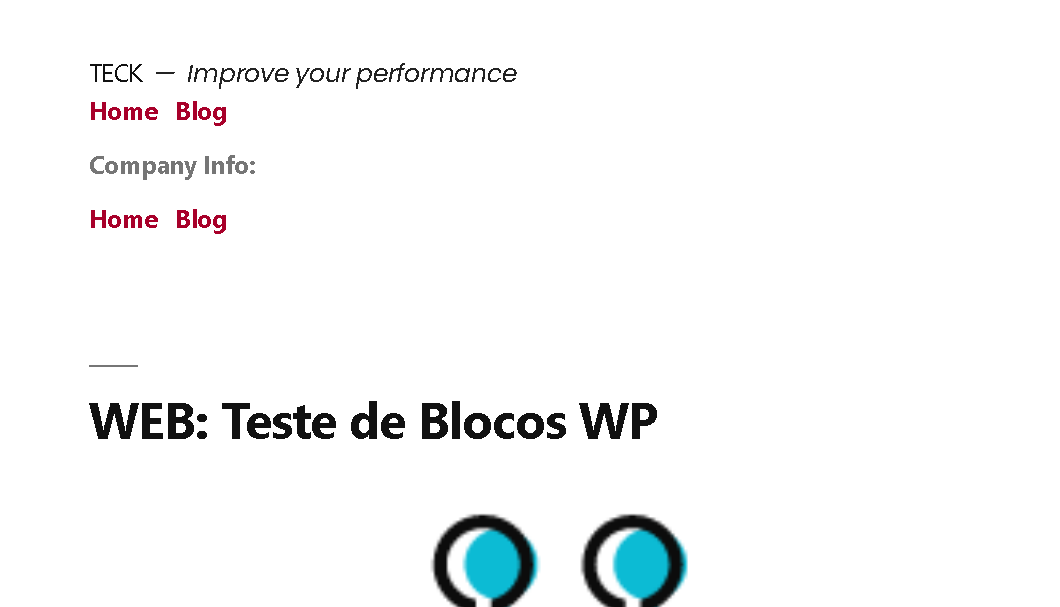 TECK — Improve your performance
Home Blog
Company Info:
Home Blog
WEB: Teste de Blocos WP